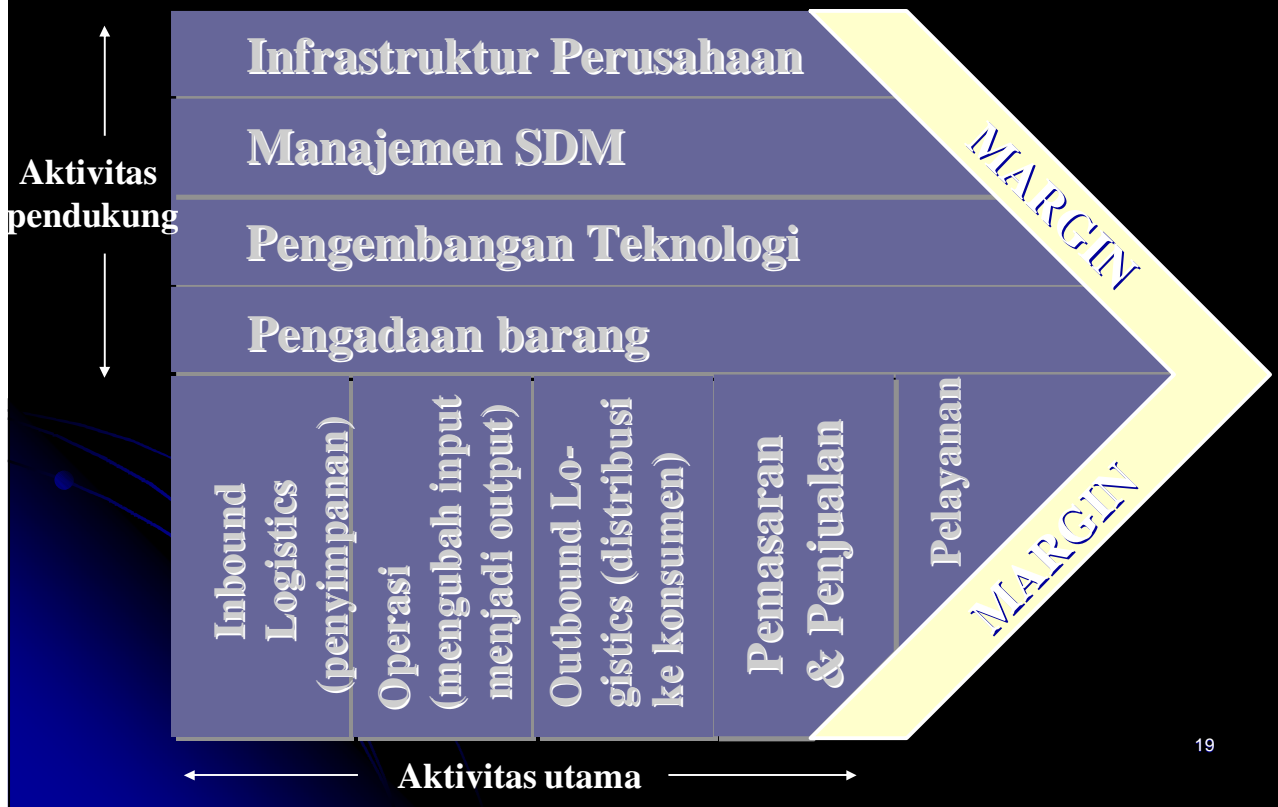 Infrastruktur Perusahaan
Manajemen SDM
Aktivitas
pendukung
Pengembangan Teknologi
Pengadaan barang
MARGIN
Inbound
Logistics
(penyimpanan)
Operasi
(mengubah input
menjadi output)
Outbound Lo-
gistics (distribusi
ke konsumen)
Pemasaran
& Penjualan
Pelayanan
MARGIN
Aktivitas utama
19